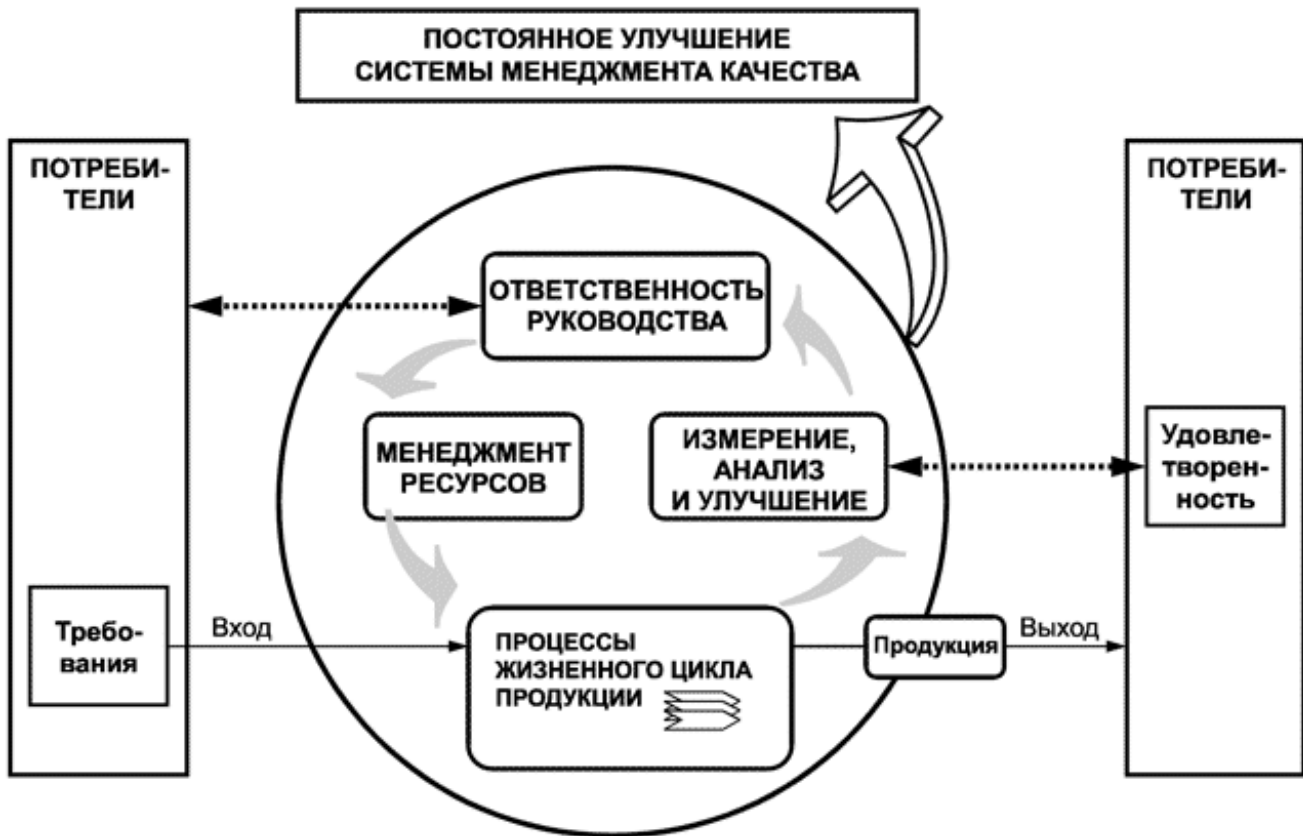 ПОСТОЯННОЕ УЛУЧШЕНИЕ
СИСТЕМЫ МЕНЕДЖМЕНТА КАЧЕСТВА
ПОТРЕБИ-
ТЕЛИ
ПОТРЕБИ-
ТЕЛИ
ОТВЕТСТВЕННОСТЬ
РУКОВОДСТВА
МЕНЕДЖМЕНТ
РЕСУРСОВ
ИЗМЕРЕНИЕ,
АНАЛИЗ
И УЛУЧШЕНИЕ
Удовле-
творен-
ность
Требо-
вания
Вход
ПРОЦЕССЫ
ЖИЗНЕННОГО ЦИКЛА
ПРОДУКЦИИ
Продукция
Выход